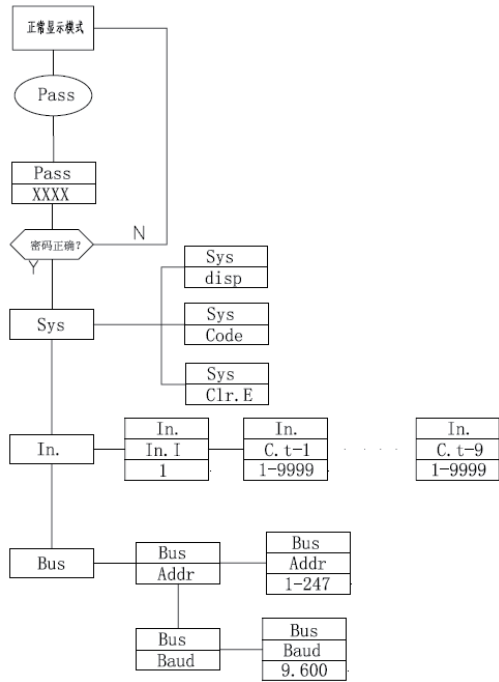 正常显示模式
Pass
Pass
XXXX
密码正确?
N
Y
Sys
disp
Sys
Sys
Code
Sys
Clr.E
In.
In.
In.I
1
In.
C.t-1
1-9999
. . . .
In.
C.t-9
1-9999
Bus
Bus
Addr
Bus
Addr
1-247
Bus
Baud
Bus
Baud
9.600